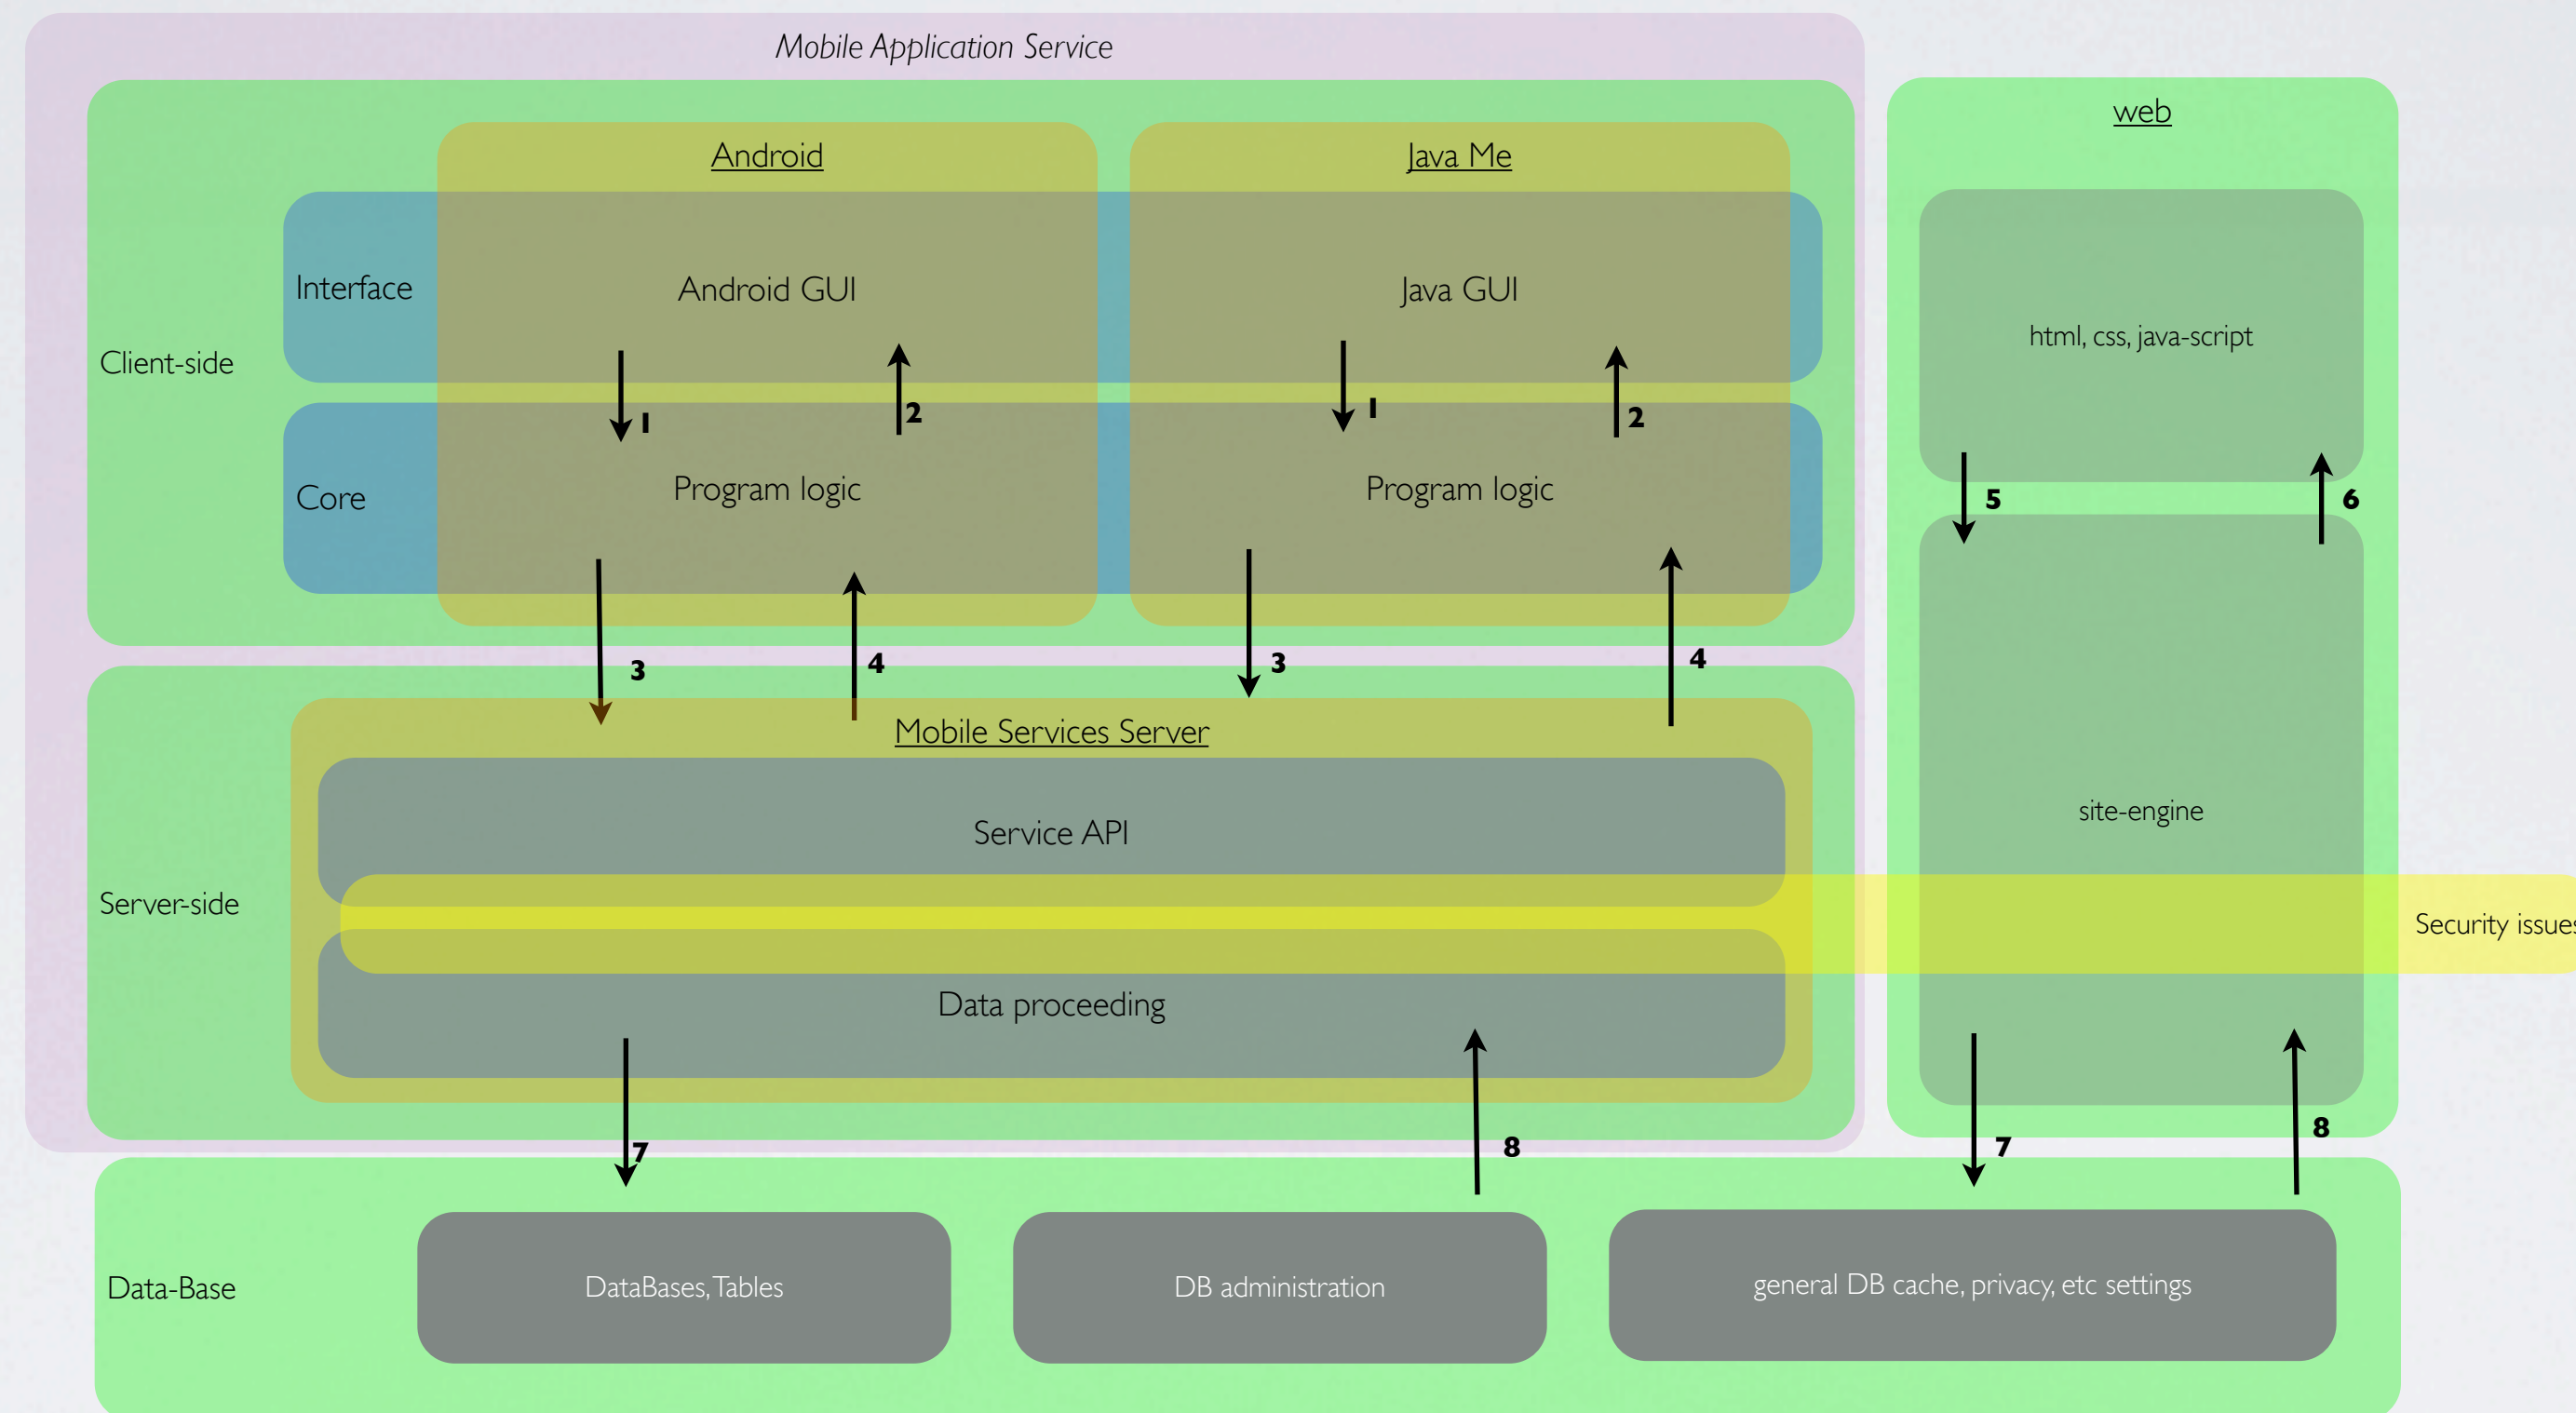 Mobile Application Service
web
Android
Java Me
Interface
Android GUI
Java GUI
html, css, java-script
Client-side
1
2
1
2
Core
Program logic
Program logic
5
6
3
4
3
4
Mobile Services Server
Service API
site-engine
Server-side
Security issues
Data proceeding
7
8
7
8
Data-Base
DataBases, Tables
DB administration
general DB cache, privacy, etc settings